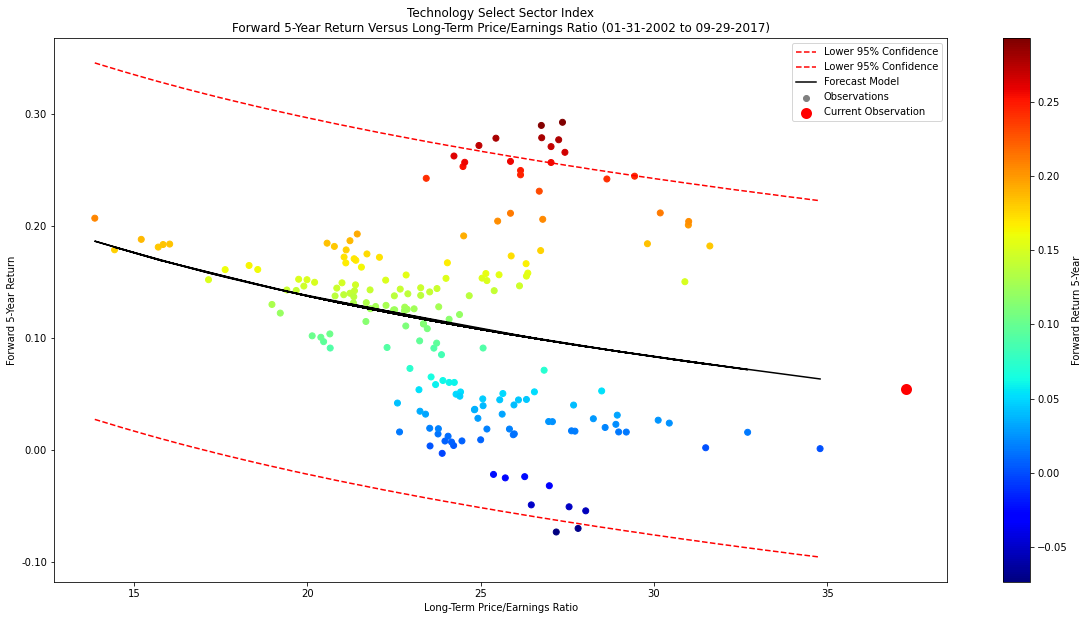 Technology Select Sector Index
Forward 5-Year Return Versus Long-Term Price/Earnings Ratio (01-31-2002 to 09-29-2017)
Lower 95% Confidence
Lower 95% Confidence
Forecast Model
Observations
Current Observation
Forward 5-Year Return
0.30
0.20
0.10
0.00
-0.10
15
20
25
30
35
Long-Term Price/Earnings Ratio
0.25
0.20
0.15
0.10
0.05
0.00
−0.05
Forward Return 5-Year